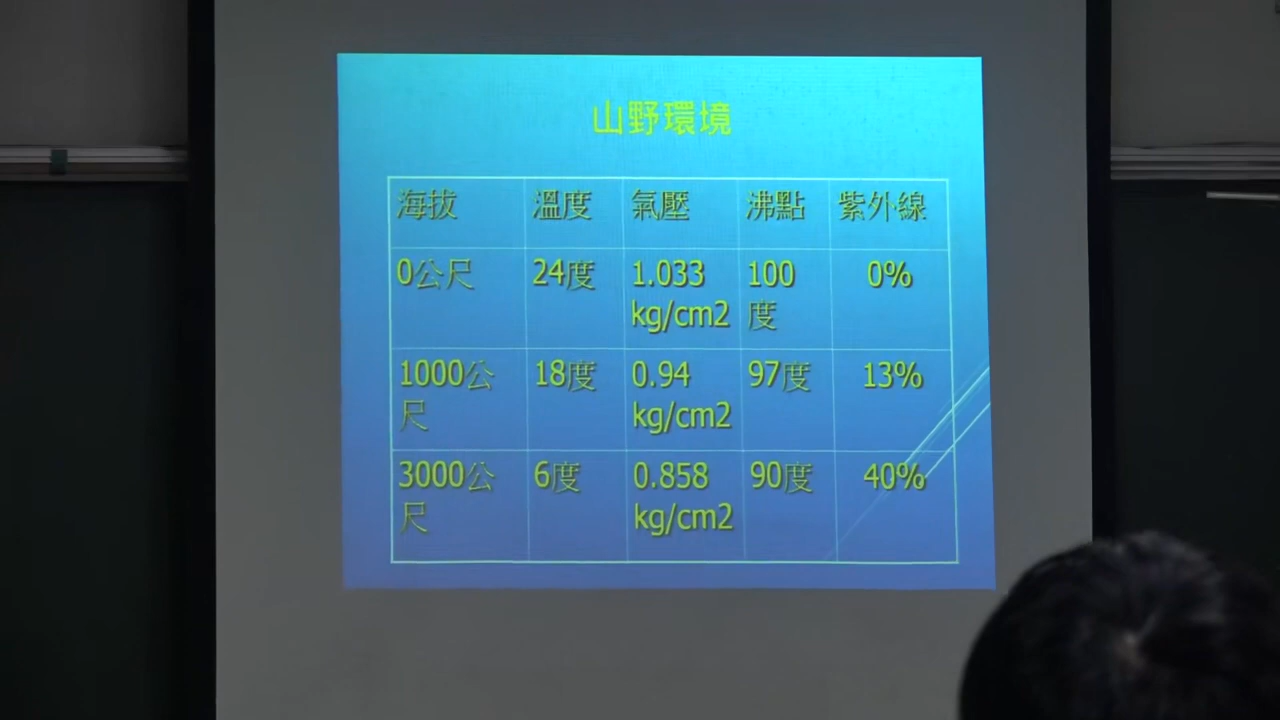 山野環境
海拔 溫度 氣壓 沸點 紫外線
0公尺 24度 1.033 100 0%
kg/cm2 度
1000公 18度 0.94 97度 13%
尺 kg/cm2
3000公 6度 0.858 90度 40%
尺 kg/cm2